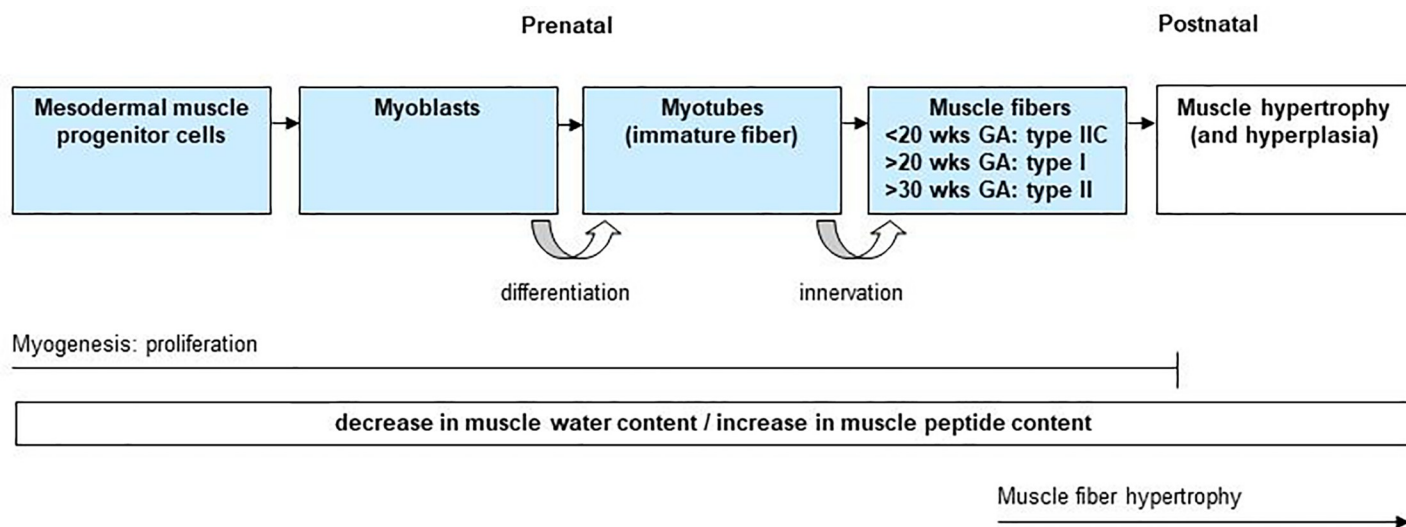 Prenatal
Postnatal
Mesodermal muscle
progenitor cells
Myoblasts
Myotubes
(immature fiber)
Muscle fibers
<20 wks GA: type IIC
>20 wks GA: type I
>30 wks GA: type II
Muscle hypertrophy
(and hyperplasia)
differentiation
innervation
Myogenesis: proliferation
decrease in muscle water content / increase in muscle peptide content
Muscle fiber hypertrophy